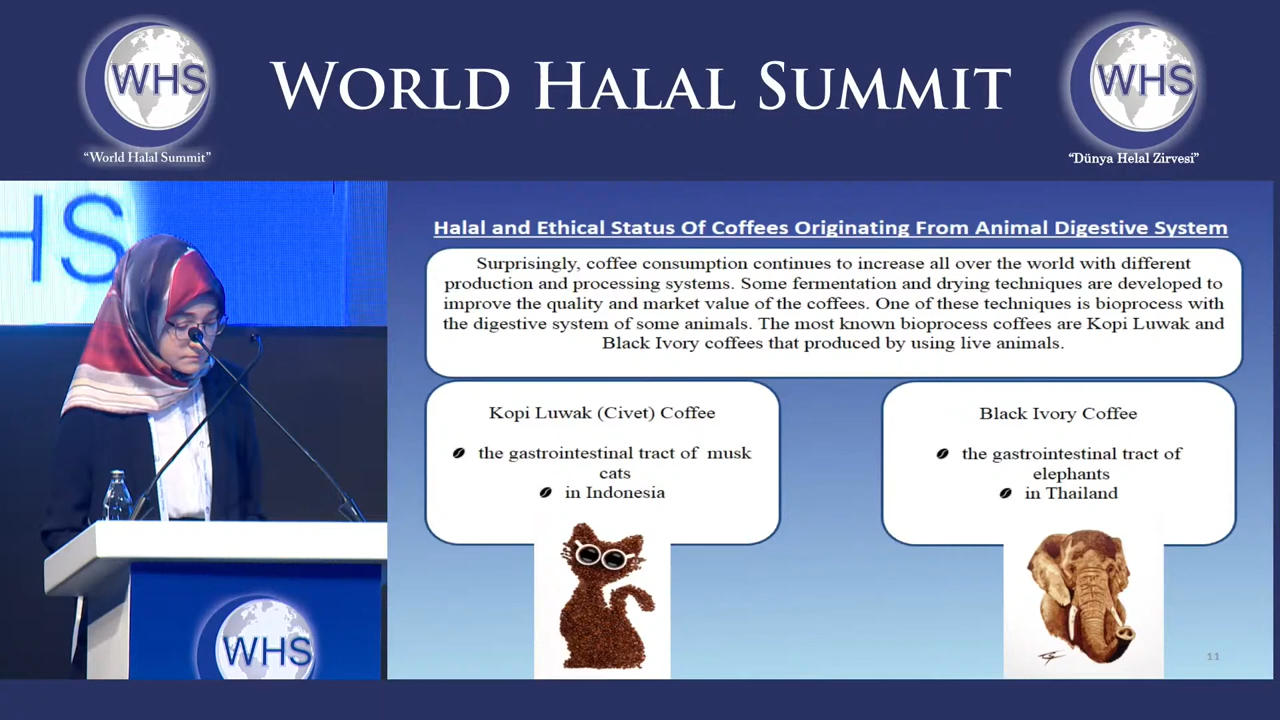 WHS
WORLD HALAL SUMMIT
WHS
"World Halal Summit"
"Dünya Helal Zirvesi"
HS
Halal and Ethical Status Of Coffees Originating From Animal Digestive System
Surprisingly, coffee consumption continues to increase all over the world with different
production and processing systems. Some fermentation and drying techniques are developed to
improve the quality and market value of the coffees. One of these techniques is bioprocess with
the digestive system of some animals. The most known bioprocess coffees are Kopi Luwak and
Black Ivory coffees that produced by using live animals.
Kopi Luwak (Civet) Coffee
the gastrointestinal tract of musk
cats
in Indonesia
Black Ivory Coffee
the gastrointestinal tract of
elephants
in Thailand
WHS
11